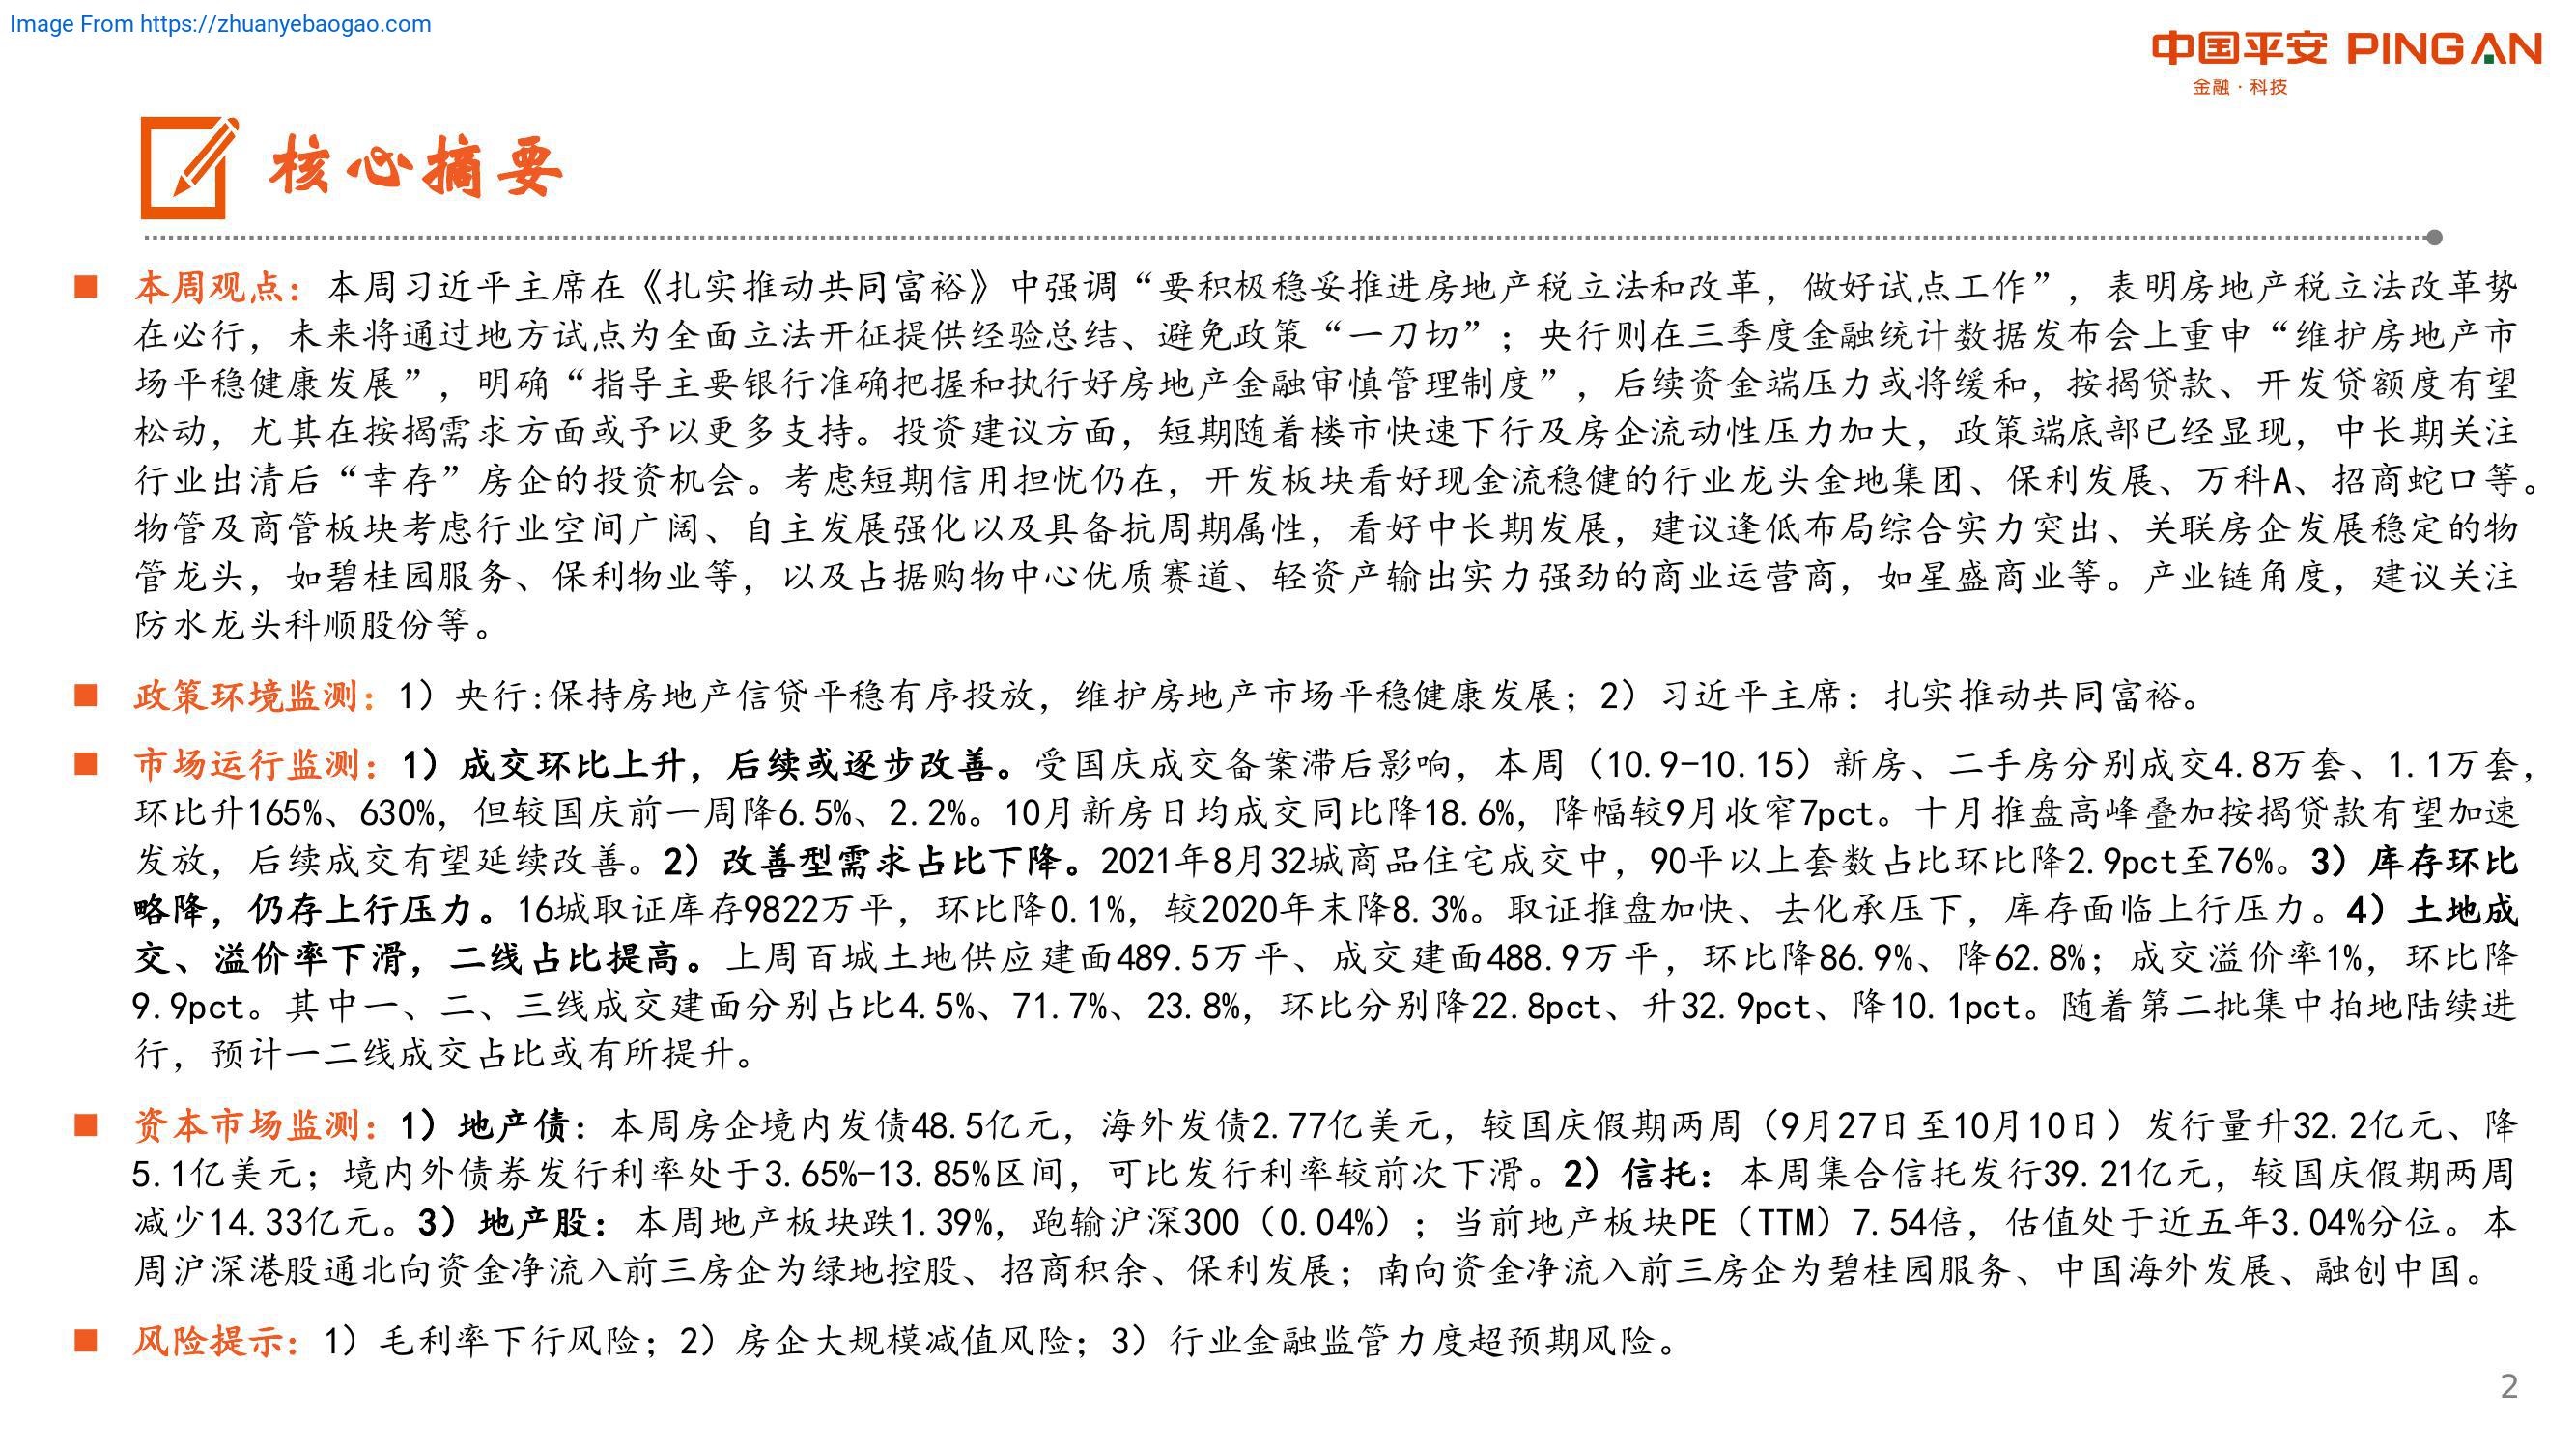 Image From https://zhuanyebaogao.com
中国平安 PINGAN
金融·科技
核心摘要
■ 本周观点：本周习近平主席在《扎实推动共同富裕》中强调“要积极稳妥推进房地产税立法和改革，做好试点工作”，表明房地产税立法改革势
在必行，未来将通过地方试点为全面立法开征提供经验总结、避免政策“一刀切”；央行则在三季度金融统计数据发布会上重申“维护房地产市
场平稳健康发展”，明确“指导主要银行准确把握和执行好房地产金融审慎管理制度”，后续资金端压力或将缓和，按揭贷款、开发贷额度有望
松动，尤其在按揭需求方面或予以更多支持。投资建议方面，短期随着楼市快速下行及房企流动性压力加大，政策端底部已经显现，中长期关注
行业出清后“幸存”房企的投资机会。考虑短期信用担忧仍在，开发板块看好现金流稳健的行业龙头金地集团、保利发展、万科A、招商蛇口等。
物管及商管板块考虑行业空间广阔、自主发展强化以及具备抗周期属性，看好中长期发展，建议逢低布局综合实力突出、关联房企发展稳定的物
管龙头，如碧桂园服务、保利物业等，以及占据购物中心优质赛道、轻资产输出实力强劲的商业运营商，如星盛商业等。产业链角度，建议关注
防水龙头科顺股份等。
■ 政策环境监测：1）央行:保持房地产信贷平稳有序投放，维护房地产市场平稳健康发展；2）习近平主席：扎实推动共同富裕。
■ 市场运行监测：1）成交环比上升，后续或逐步改善。受国庆成交备案滞后影响，本周（10.9-10.15）新房、二手房分别成交4.8万套、1.1万套，
环比升165%、630%，但较国庆前一周降6.5%、2.2%。10月新房日均成交同比降18.6%，降幅较9月收窄7pct。十月推盘高峰叠加按揭贷款有望加速
发放，后续成交有望延续改善。2）改善型需求占比下降。2021年8月32城商品住宅成交中，90平以上套数占比环比降2.9pct至76%。3）库存环比
略降，仍存上行压力。16城取证库存9822万平，环比降0.1%，较2020年末降8.3%。取证推盘加快、去化承压下，库存面临上行压力。4）土地成
交、溢价率下滑，二线占比提高。上周百城土地供应建面489.5万平、成交建面488.9万平，环比降86.9%、降62.8%；成交溢价率1%，环比降
9.9pct。其中一、二、三线成交建面分别占比4.5%、71.7%、23.8%，环比分别降22.8pct、升32.9pct、降10.1pct。随着第二批集中拍地陆续进
行，预计一二线成交占比或有所提升。
■ 资本市场监测：1）地产债：本周房企境内发债48.5亿元，海外发债2.77亿美元，较国庆假期两周（9月27日至10月10日）发行量升32.2亿元、降
5.1亿美元；境内外债券发行利率处于3.65%-13.85%区间，可比发行利率较前次下滑。2）信托：本周集合信托发行39.21亿元，较国庆假期两周
减少14.33亿元。3）地产股：本周地产板块跌1.39%，跑输沪深300（0.04%）；当前地产板块PE（TTM）7.54倍，估值处于近五年3.04%分位。本
周沪深港股通北向资金净流入前三房企为绿地控股、招商积余、保利发展；南向资金净流入前三房企为碧桂园服务、中国海外发展、融创中国。
■ 风险提示：1）毛利率下行风险；2）房企大规模减值风险；3）行业金融监管力度超预期风险。
2